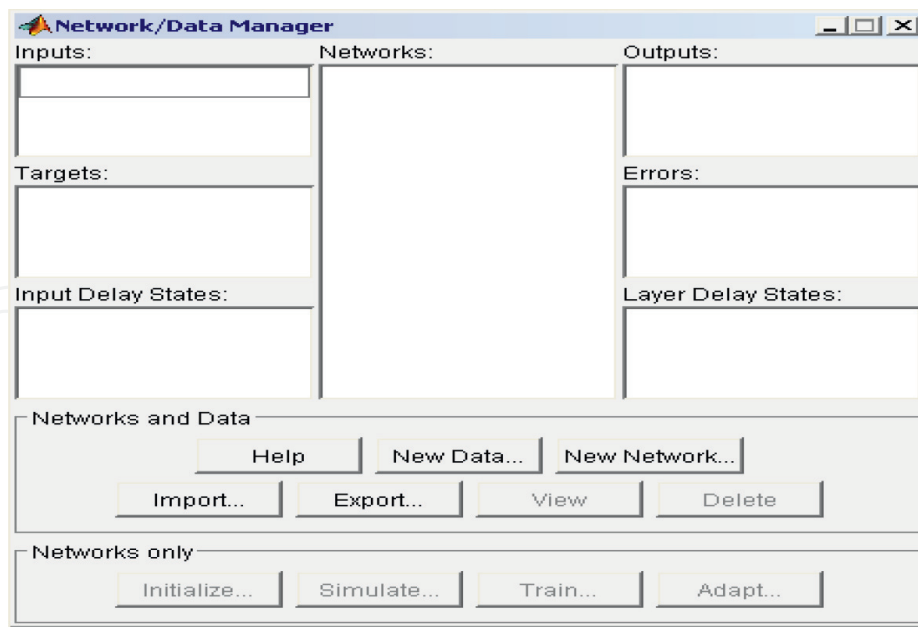 Network/Data Manager
Inputs:
Networks:
Outputs:
Targets:
Errors:
Input Delay States:
Layer Delay States:
Networks and Data
Help
New Data...
New Network...
Import...
Export...
View
Delete
Networks only
Initialize...
Simulate...
Train...
Adapt...